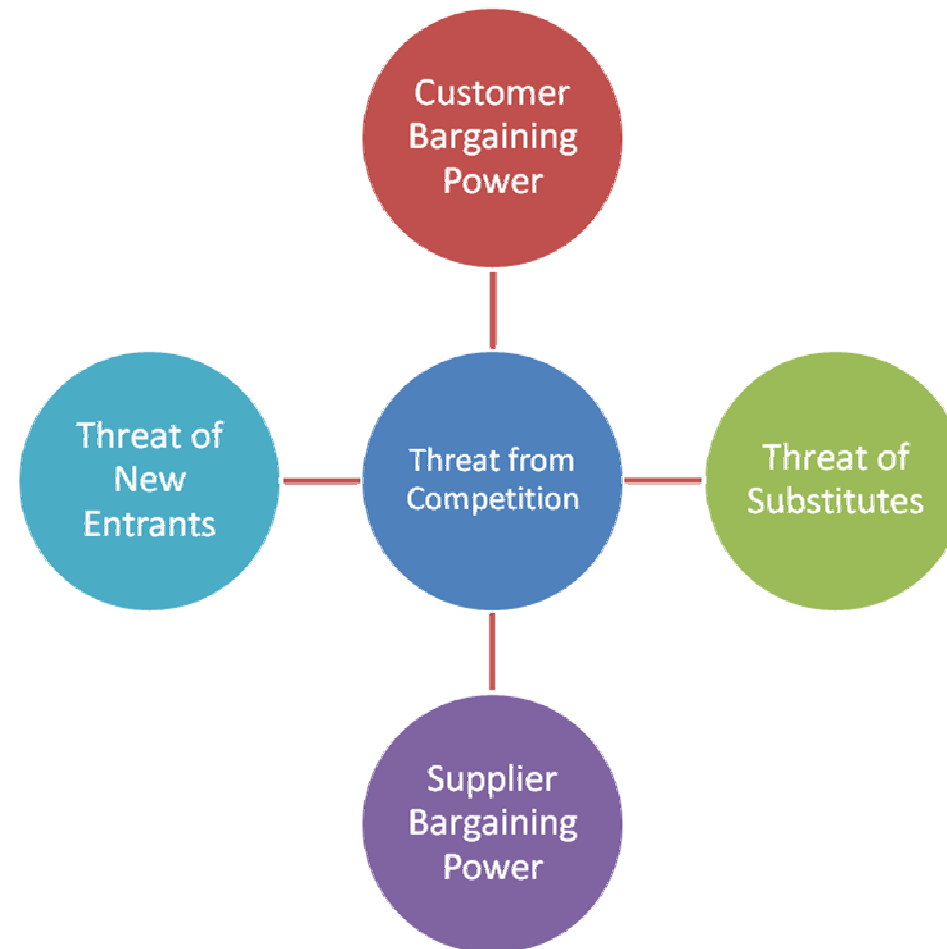 Customer
Bargaining
Power
Threat of
New
Entrants
Threat from
Competition
Threat of
Substitutes
Supplier
Bargaining
Power